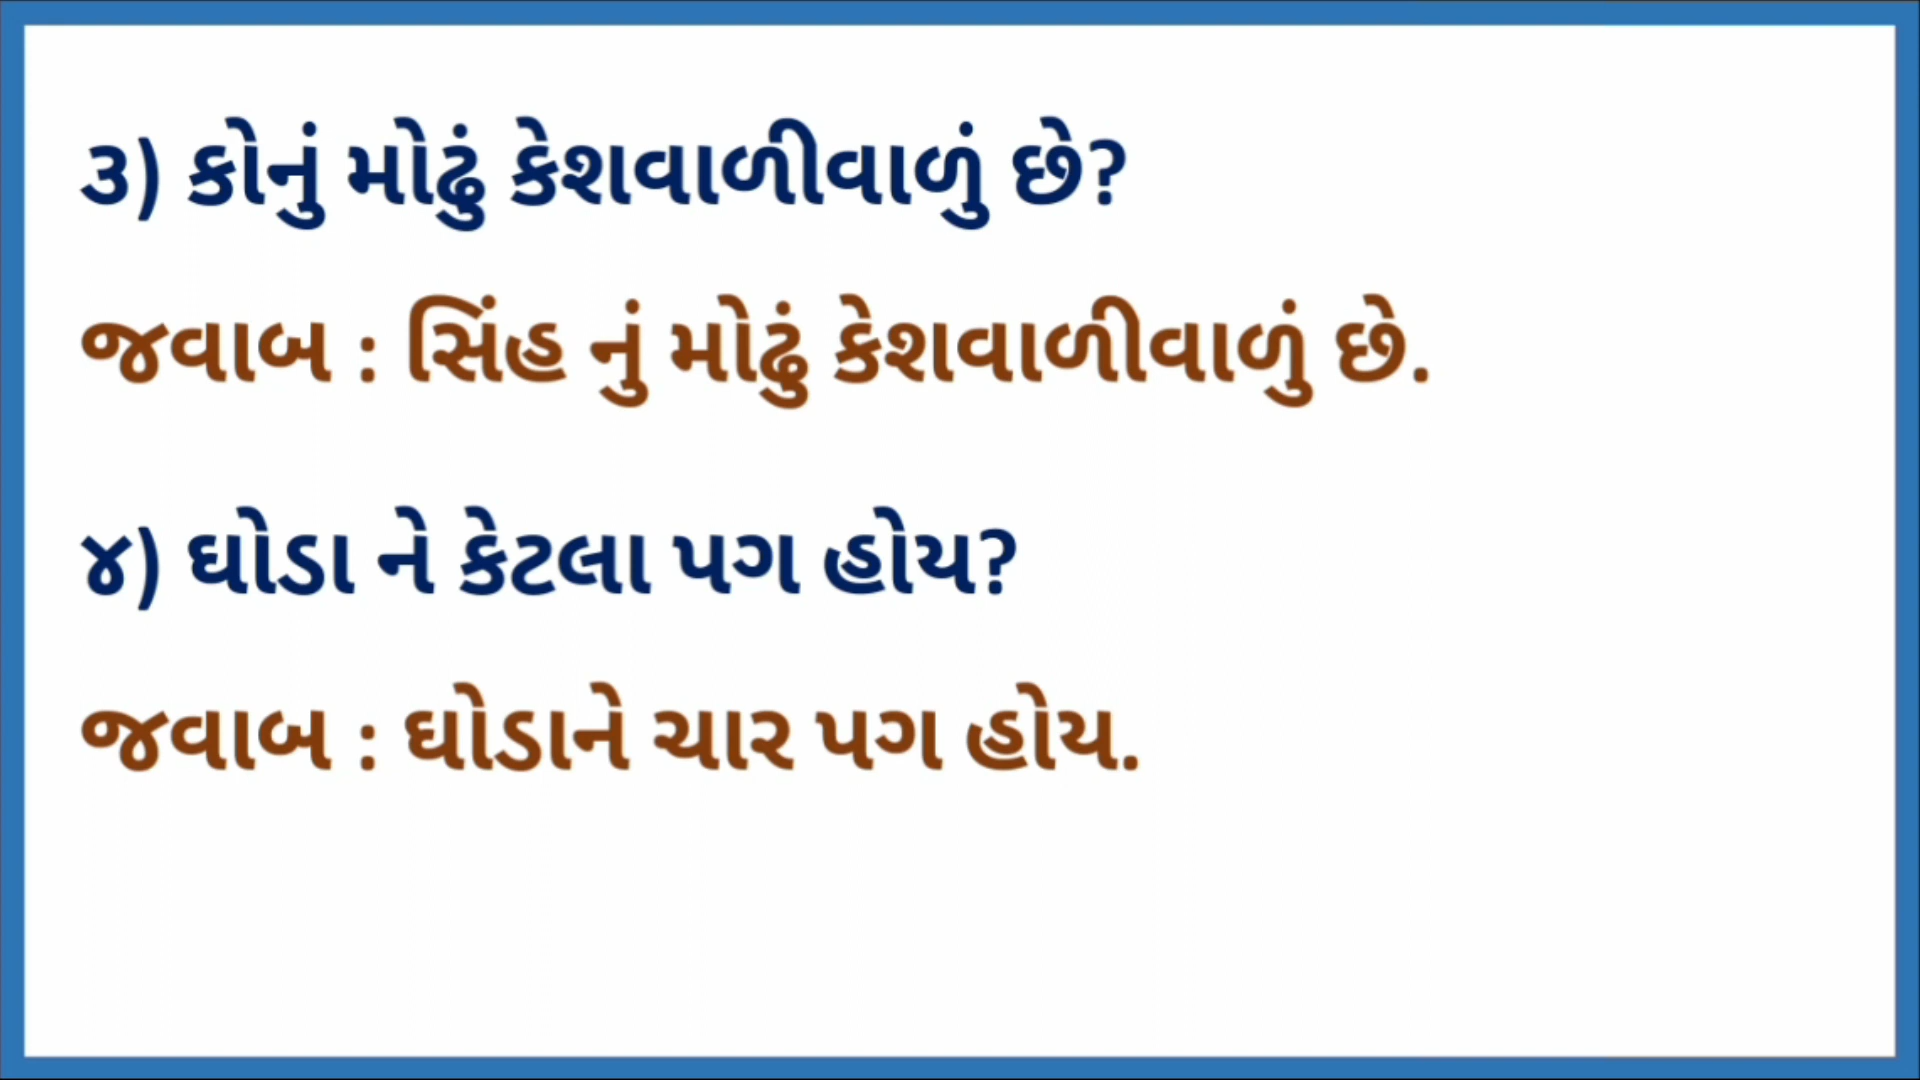 ૩) કોનું મોઢું કેશવાળીવાળું છે?
જવાબ : સિંહ નું મોઢું કેશવાળીવાળું છે.
૪) ઘોડા ને કેટલા પગ હોય?
જવાબ : ઘોડાને ચાર પગ હોય.